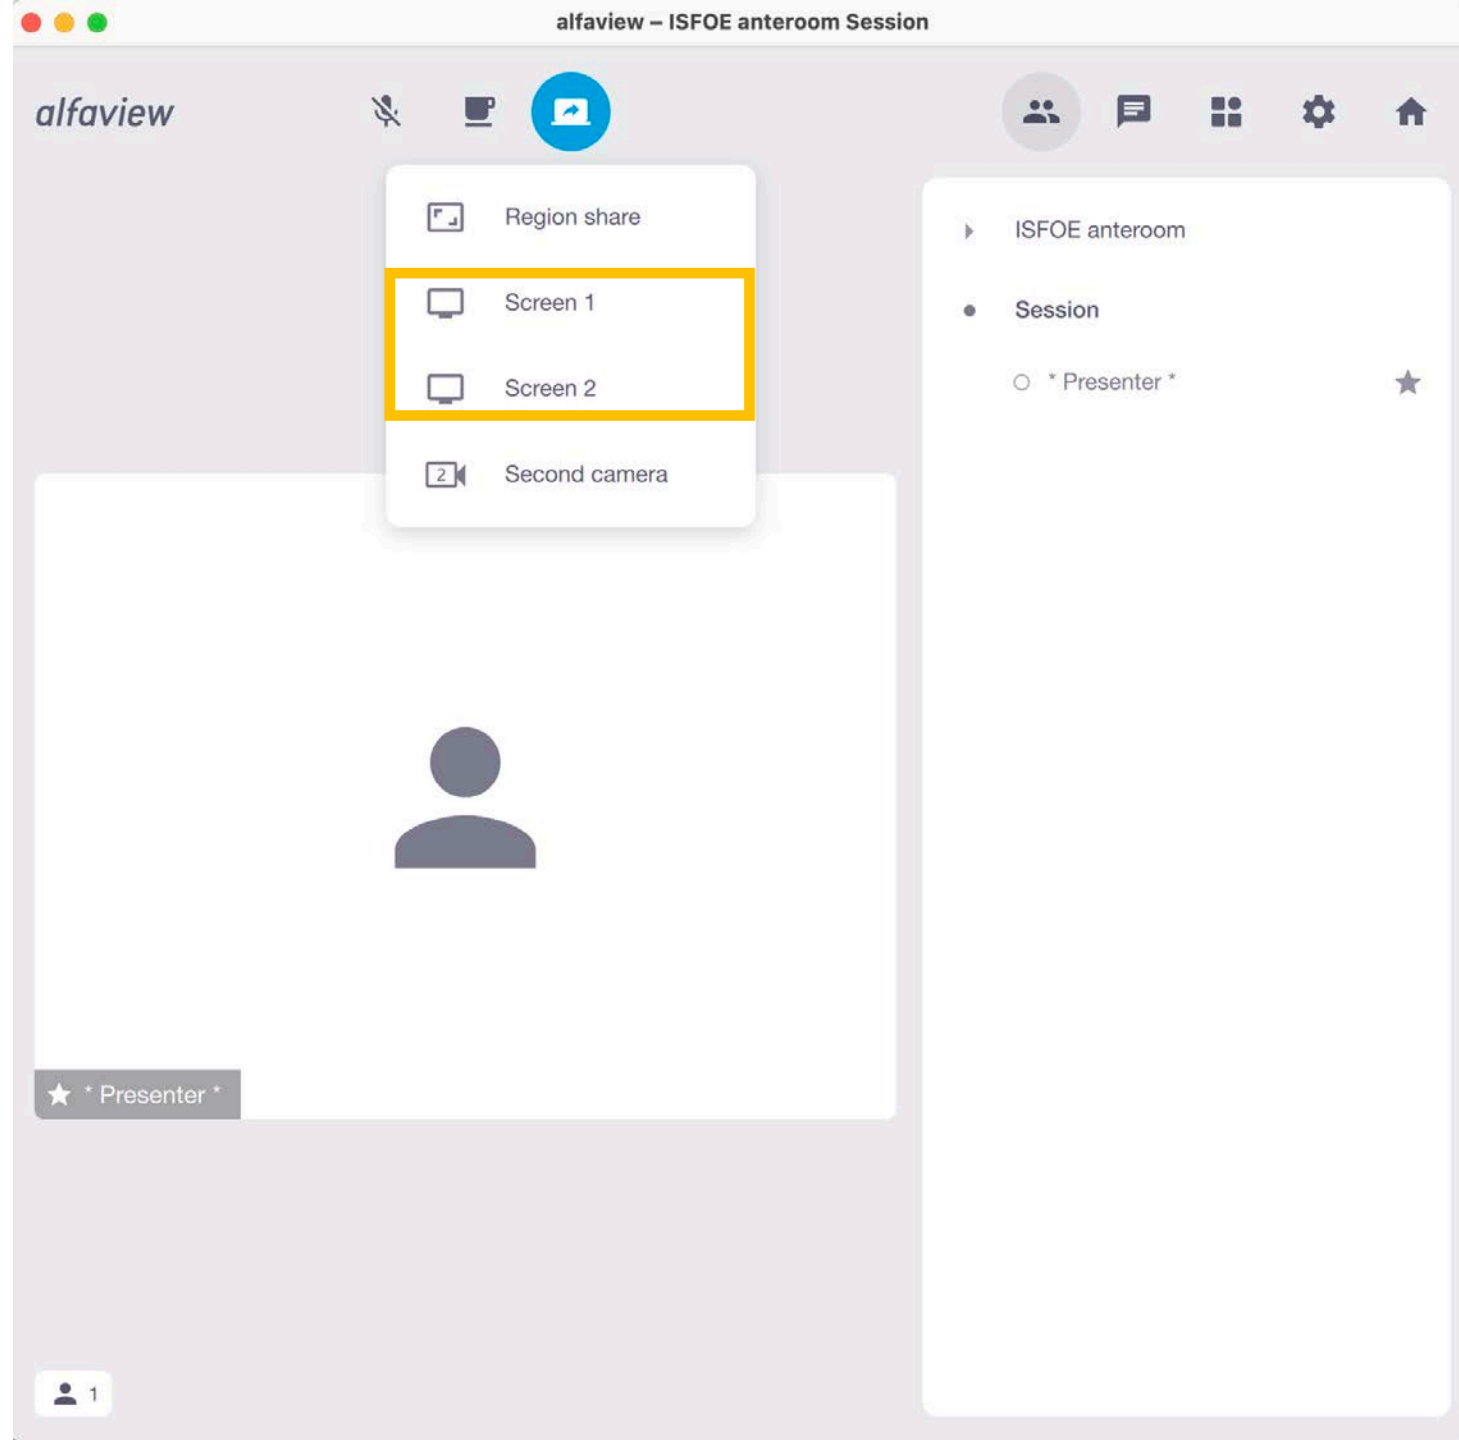 alfaview – ISFOE anteroom Session
alfaview
Region share
Screen 1
Screen 2
2 Second camera
ISFOE anteroom
Session
* Presenter *
* Presenter *
1